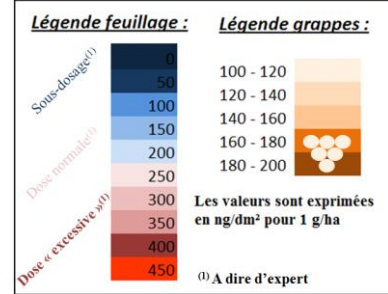 Légende feuillage :
Sous-dosage(1)
Dose normale(1)
Dose « excessive »(1)
0
50
100
150
200
250
300
350
400
450
Légende grappes :
100 - 120
120 - 140
140 - 160
160 - 180
180 - 200
Les valeurs sont exprimées
en ng/dm² pour 1 g/ha
(1) A dire d’expert